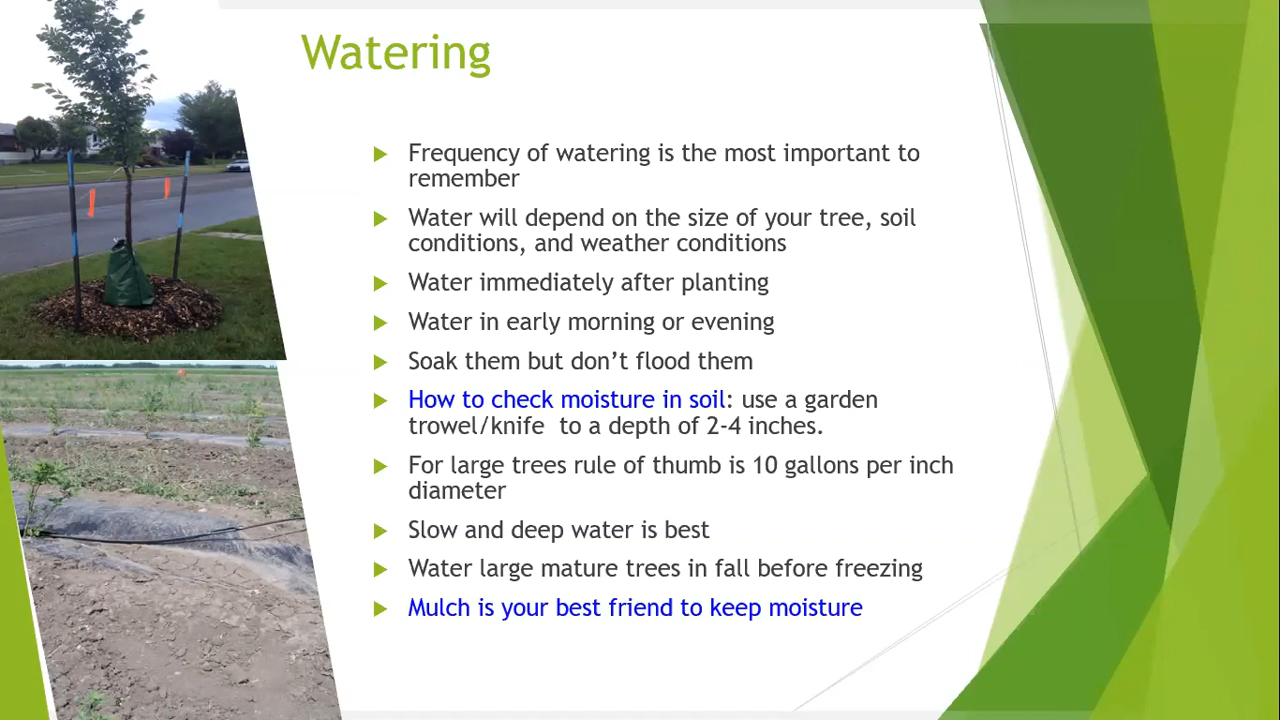 Watering
Frequency of watering is the most important to
remember
Water will depend on the size of your tree, soil
conditions, and weather conditions
Water immediately after planting
Water in early morning or evening
Soak them but don’t flood them
How to check moisture in soil: use a garden
trowel/knife  to a depth of 2-4 inches.
For large trees rule of thumb is 10 gallons per inch
diameter
Slow and deep water is best
Water large mature trees in fall before freezing
Mulch is your best friend to keep moisture